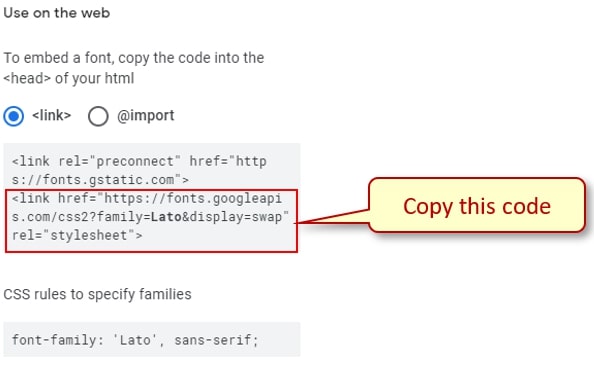 Use on the web
To embed a font, copy the code into the
<head> of your html
<link>
@import
<link rel="preconnect" href="http
s://fonts.gstatic.com">
<link href="https://fonts.googleapi
s.com/css2?family=Lato&display=swap"
rel="stylesheet">
Copy this code
CSS rules to specify families
font-family: 'Lato', sans-serif;